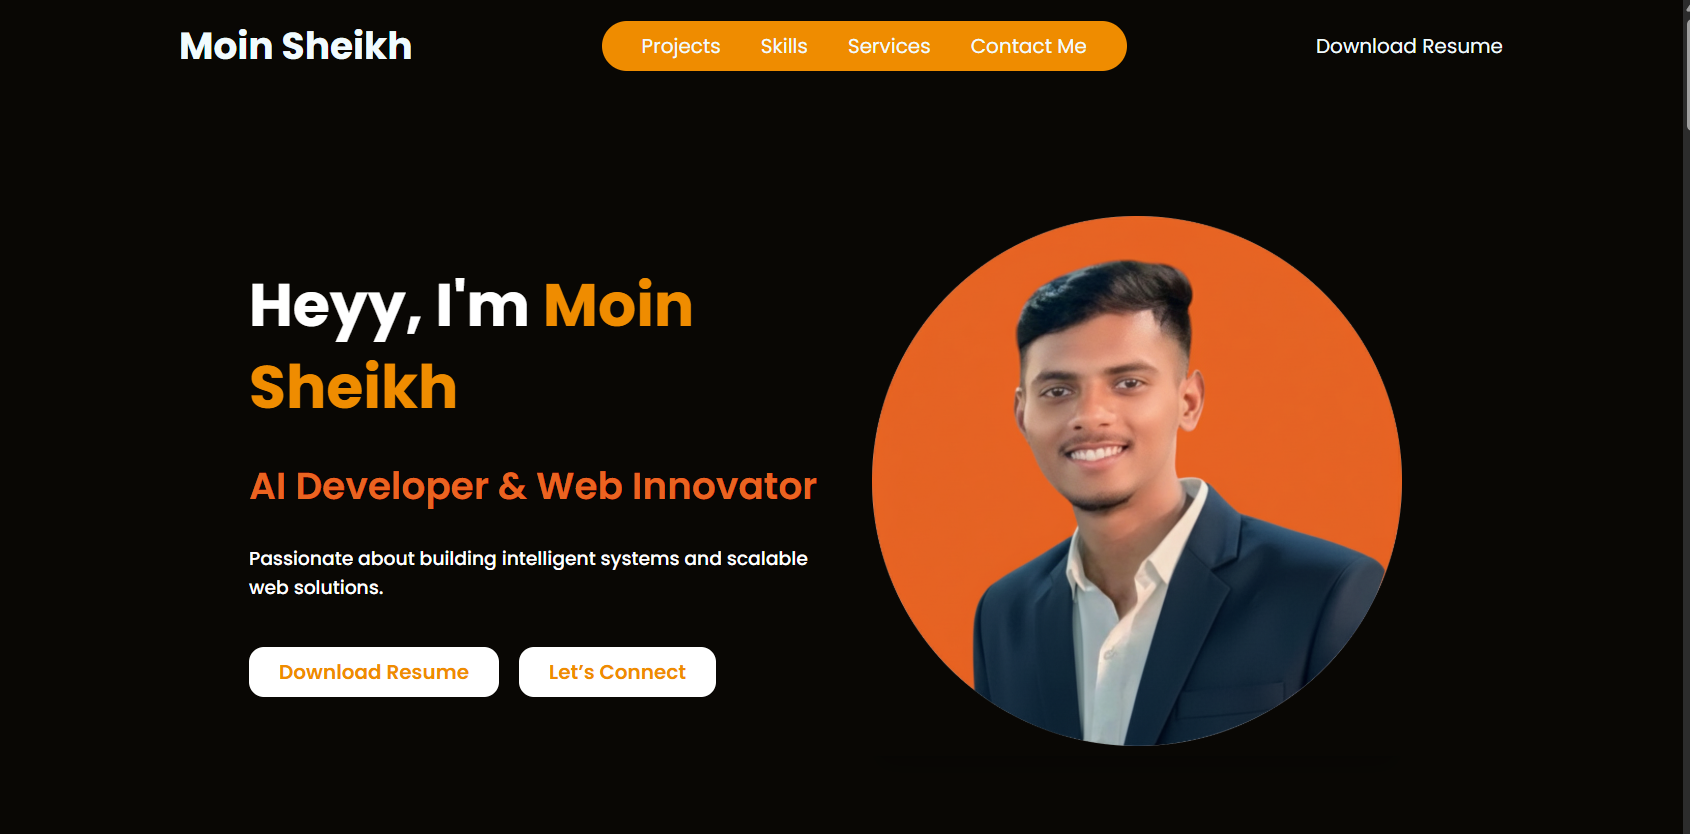 Moin Sheikh
Projects Skills Services Contact Me
Download Resume
Heyy, I'm Moin
Sheikh
AI Developer & Web Innovator
Passionate about building intelligent systems and scalable
web solutions.
Download Resume
Let’s Connect